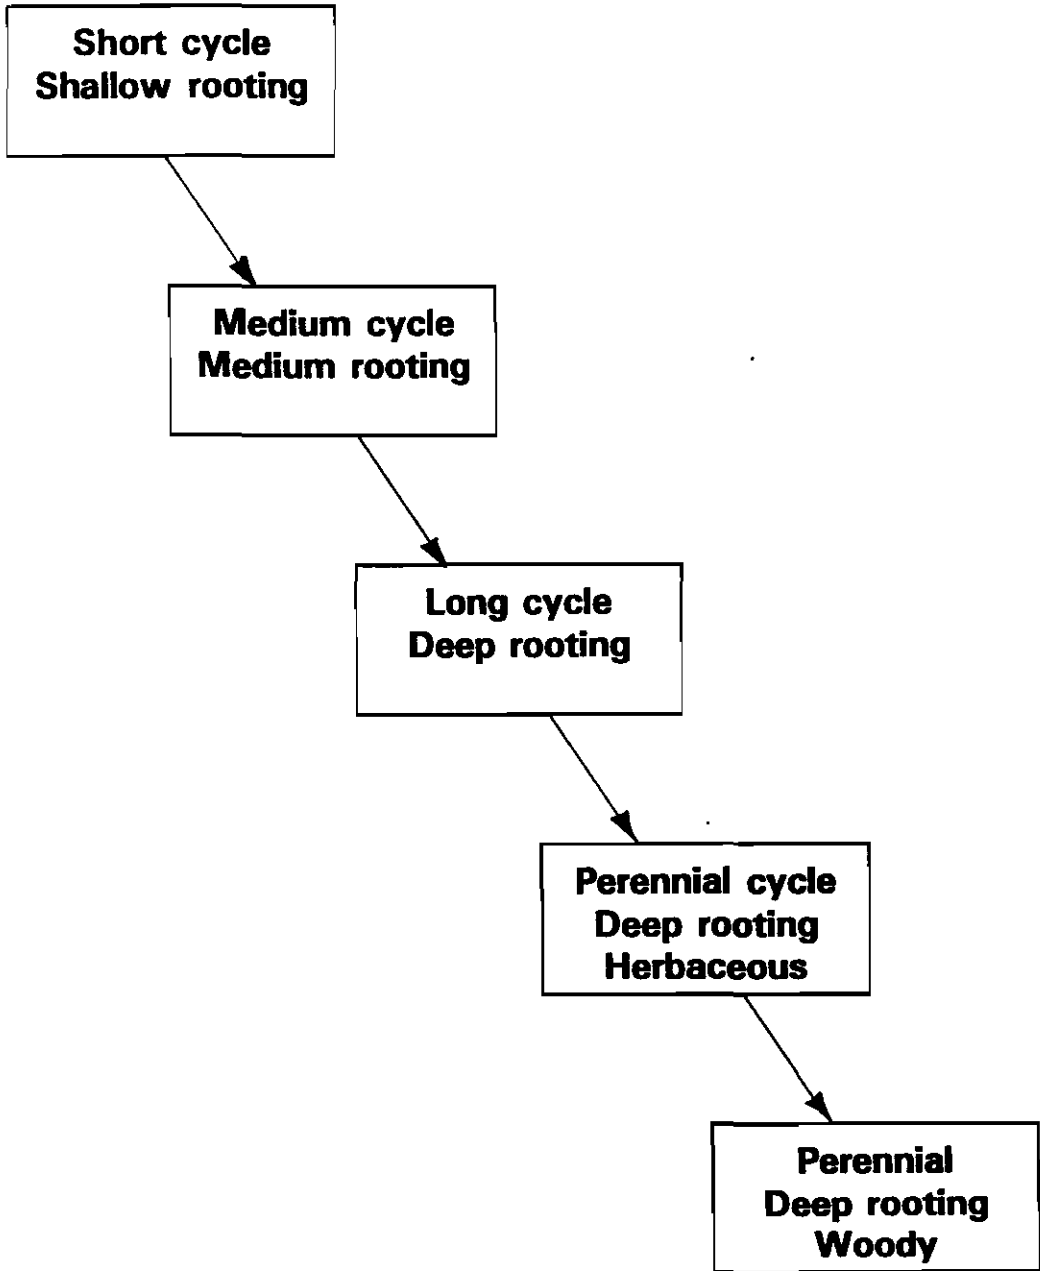 Short cycle
Shallow rooting
Medium cycle
Medium rooting
Long cycle
Deep rooting
Perennial cycle
Deep rooting
Herbaceous
Perennial
Deep rooting
Woody